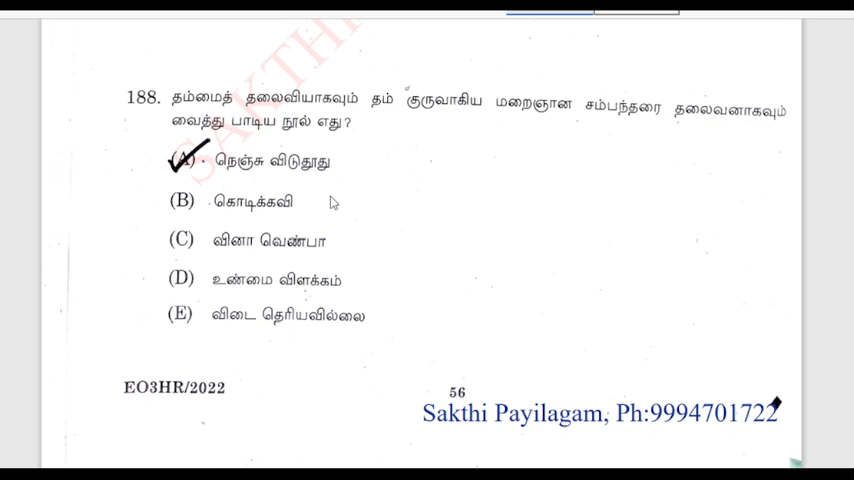 SAKTHI
188. தம்மைத் தலைவியாகவும் தம் குருவாகிய மறைஞான சம்பந்தரை தலைவனாகவும்
வைத்து பாடிய நூல் எது?
(A) நெஞ்சு விடுதூது
(B) கொடிக்கவி
(C) வினா வெண்பா
(D) உண்மை விளக்கம்
(E) விடை தெரியவில்லை
EO3HR/2022
56
Sakthi Payilagam, Ph:9994701722